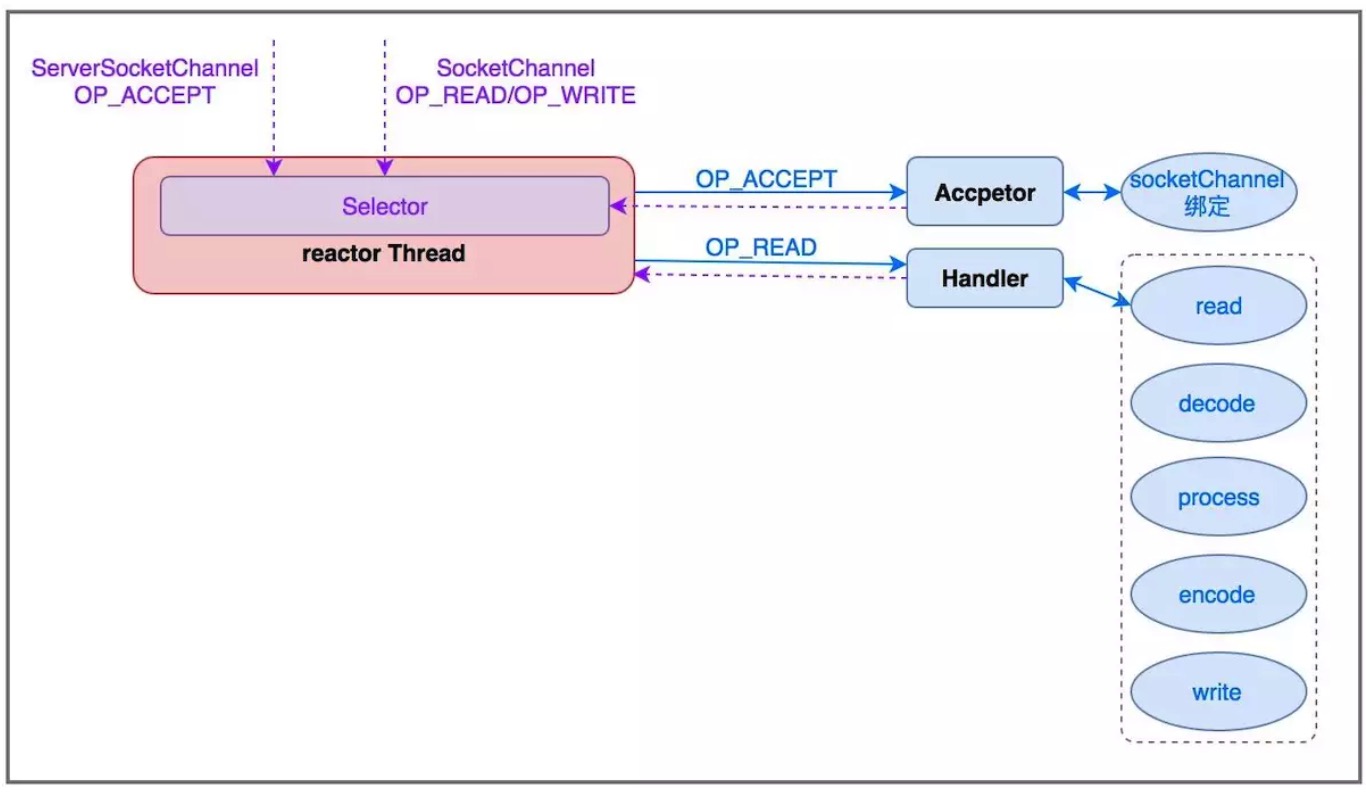 ServerSocketChannel
OP_ACCEPT
SocketChannel
OP_READ/OP_WRITE
Selector
reactor Thread
OP_ACCEPT
Accpetor
socketChannel
绑定
OP_READ
Handler
read
decode
process
encode
write